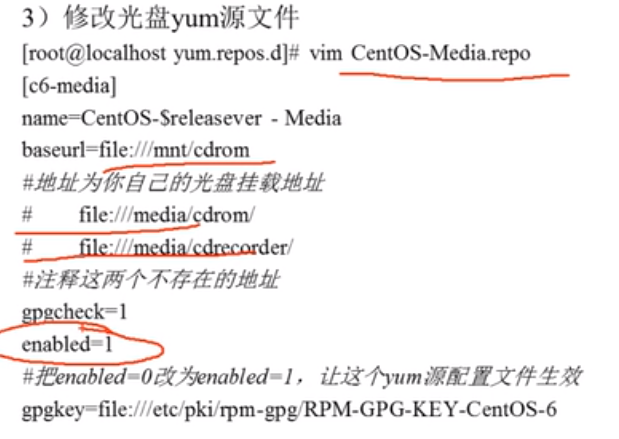 3）修改光盘yum源文件
[root@localhost yum.repos.d]# vim CentOS-Media.repo
[c6-media]
name=CentOS-$releasever - Media
baseurl=file:///mnt/cdrom
#地址为你自己的光盘挂载地址
# file:///media/cdrom/
# file:///media/cdrecorder/
#注释这两个不存在的地址
gpgcheck=1
enabled=1
#把enabled=0改为enabled=1，让这个yum源配置文件生效
gpgkey=file:///etc/pki/rpm-gpg/RPM-GPG-KEY-CentOS-6